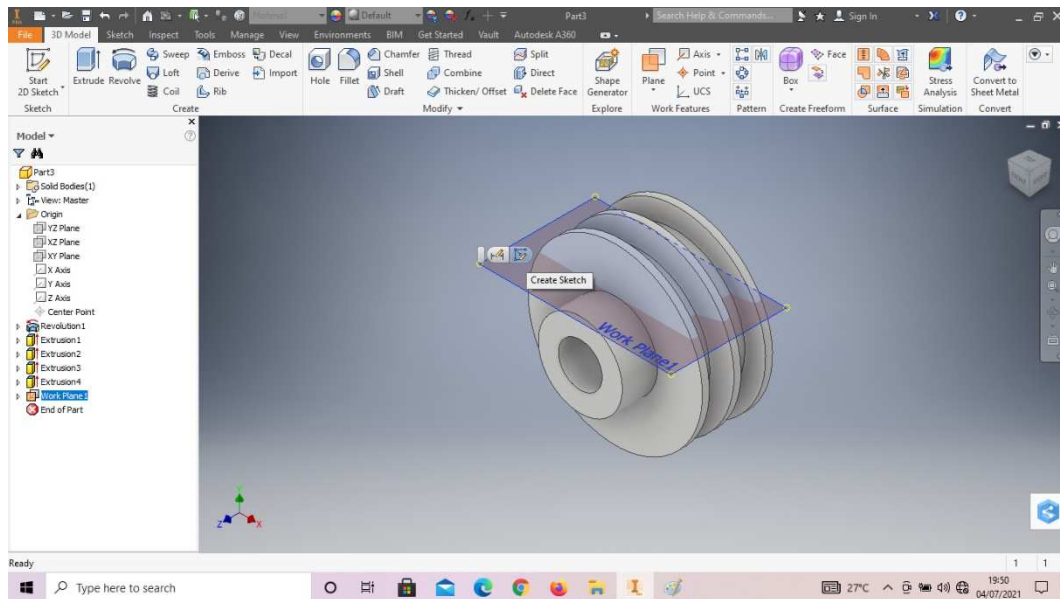 PRO
Material
Default
Part3
Search Help & Commands...
Sign In
File
3D Model
Sketch
Inspect
Tools
Manage
View
Environments
BIM
Get Started
Vault
Autodesk A360
Start
2D Sketch
Extrude
Revolve
Sweep
Emboss
Decal
Loft
Derive
Import
Coil
Rib
Hole
Fillet
Chamfer
Thread
Split
Shell
Combine
Direct
Draft
Thicken/ Offset
Delete Face
Shape
Generator
Plane
Axis
Point
UCS
Box
Face
Stress
Analysis
Convert to
Sheet Metal
Sketch
Create
Modify
Explore
Work Features
Pattern
Create Freeform
Surface
Simulation
Convert
Model
Part3
Solid Bodies(1)
View: Master
Origin
YZ Plane
XZ Plane
XY Plane
X Axis
Y Axis
Z Axis
Center Point
Revolution1
Extrusion1
Extrusion2
Extrusion3
Extrusion4
Work Plane1
End of Part
Create Sketch
Work Plane1
TOP
FRONT
RIGHT
Y
Z
X
Ready
1 1
Type here to search
27°C
19:50
04/07/2021